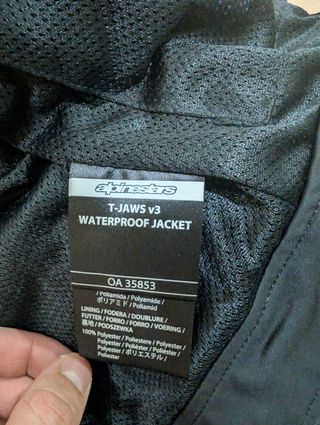 alpinestars
T-JAWS v3
WATERPROOF JACKET
OA 35853
/ Poliamida / Polyamide /
ポリアミド / Poliamid
LINING / FODERA / DOUBLURE /
FUTTER / FORRO / FORRO / VOERING /
裏地 / PODSZEWKA
100% Polyester / Poliestere / Polyester /
Polyester / Poliéster / Poliéster /
Polyester / ポリエステル /
Poliester